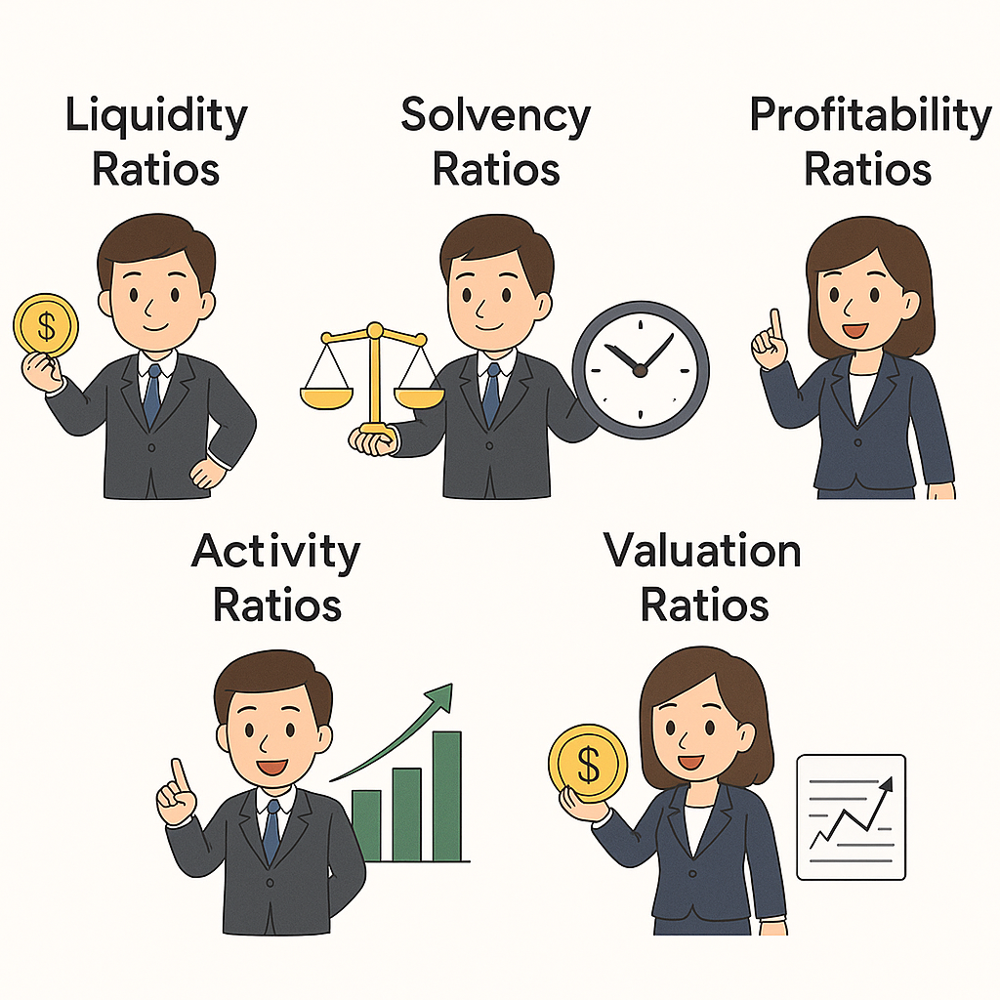 Liquidity
Ratios
Solvency
Ratios
Profitability
Ratios
$
Activity
Ratios
Valuation
Ratios
$